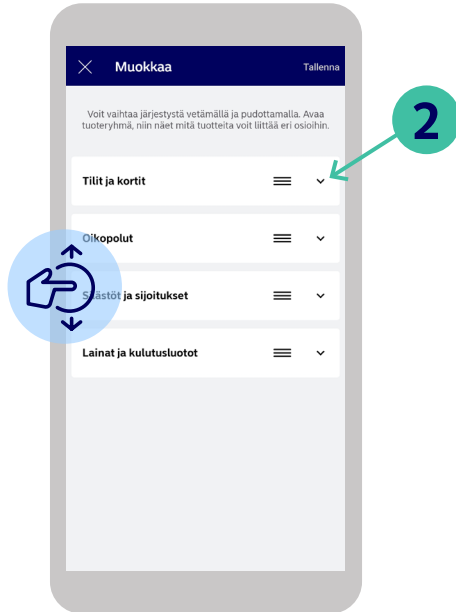 Muokkaa
Tallenna
Voit vaihtaa järjestystä vetämällä ja pudottamalla. Avaa
tuoteryhmä, niin näet mitä tuotteita voit liittää eri osioihin.
2
Tilit ja kortit
Oikopolut
Säästöt ja sijoitukset
Lainat ja kulutusluotot